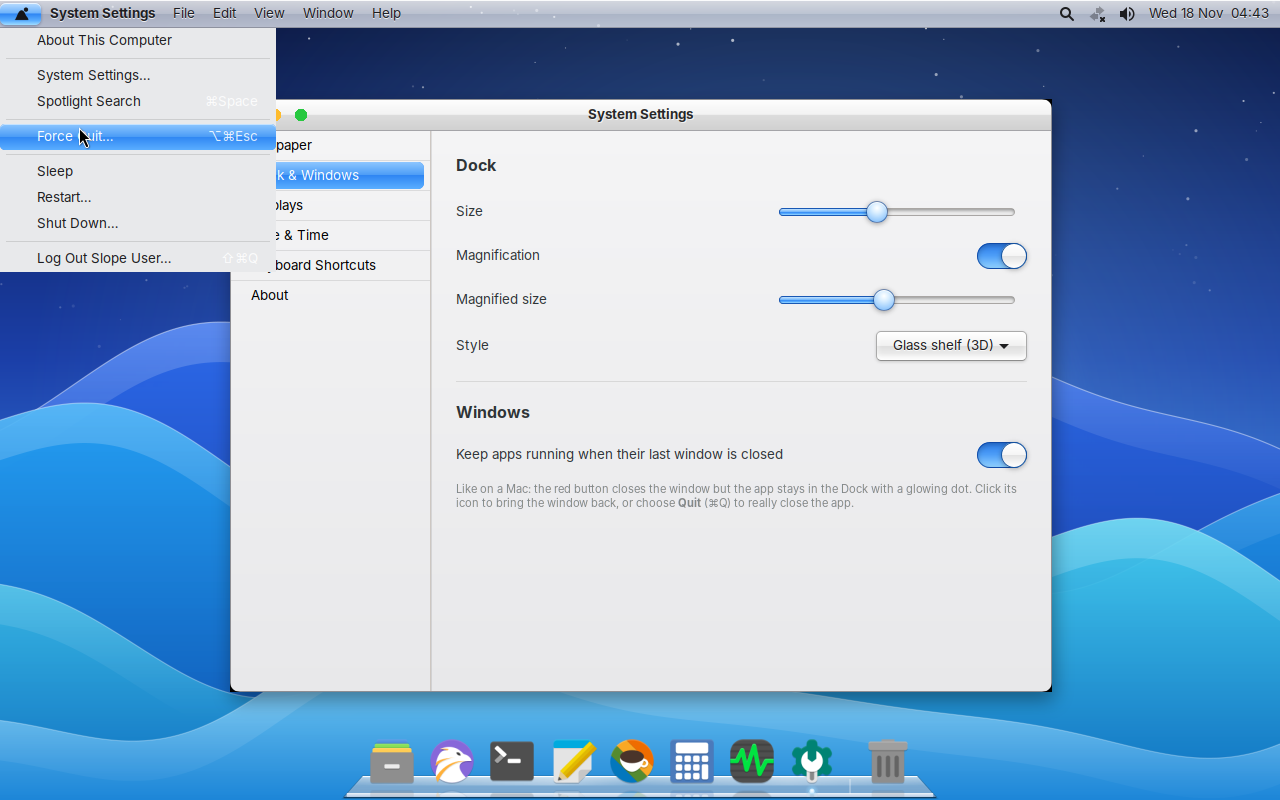 System Settings File Edit View Window Help Wed 18 Nov 04:43
About This Computer
System Settings...
Spotlight Search ⌘Space
Force Quit... ⌥⌘Esc
Sleep
Restart...
Shut Down...
Log Out Slope User... ⇧⌘Q
System Settings
paper
k & Windows
lays
e & Time
board Shortcuts
About
Dock
Size
Magnification
Magnified size
Style Glass shelf (3D)
Windows
Keep apps running when their last window is closed
Like on a Mac: the red button closes the window but the app stays in the Dock with a glowing dot. Click its
icon to bring the window back, or choose Quit (⌘Q) to really close the app.